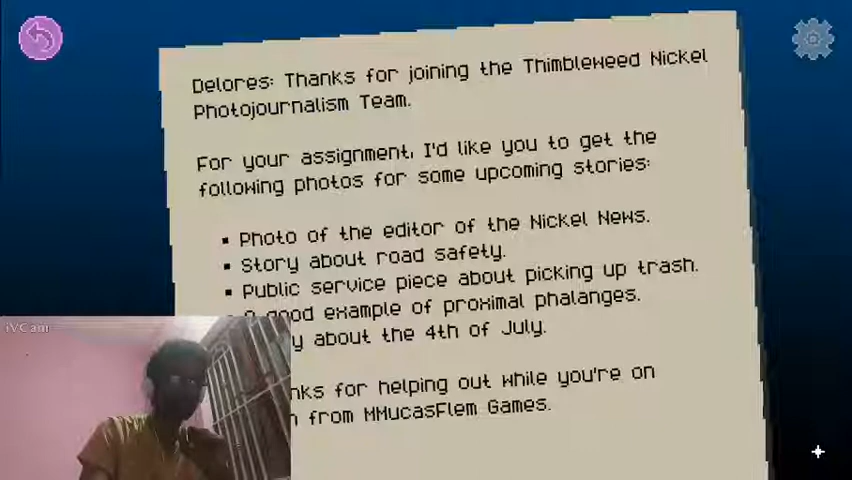 Delores: Thanks for joining the Thimbleweed Nickel
Photojournalism Team.
For your assignment, I'd like you to get the
following photos for some upcoming stories:
▪ Photo of the editor of the Nickel News.
▪ Story about road safety.
▪ Public service piece about picking up trash.
good example of proximal phalanges.
about the 4th of July.
for helping out while you're on
from MMucasFlem Games.
iVCam